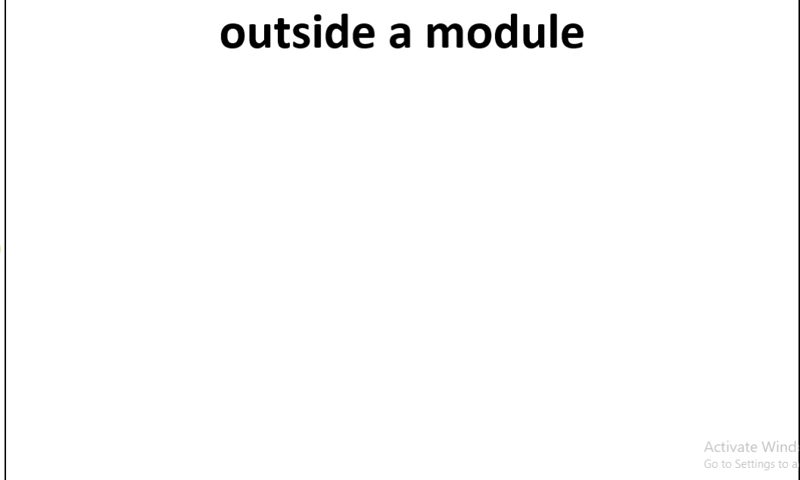 outside a module
Activate Wind
Go to Settings to a